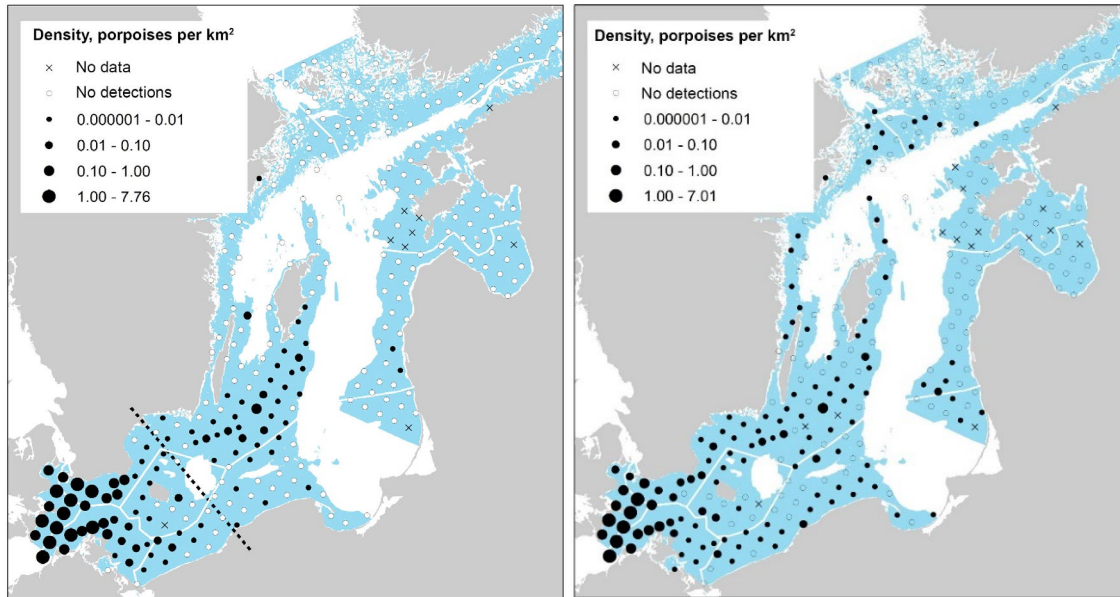 Density, porpoises per km²
No data
No detections
0.000001 - 0.01
0.01 - 0.10
0.10 - 1.00
1.00 - 7.76
Density, porpoises per km²
No data
No detections
0.000001 - 0.01
0.01 - 0.10
0.10 - 1.00
1.00 - 7.01